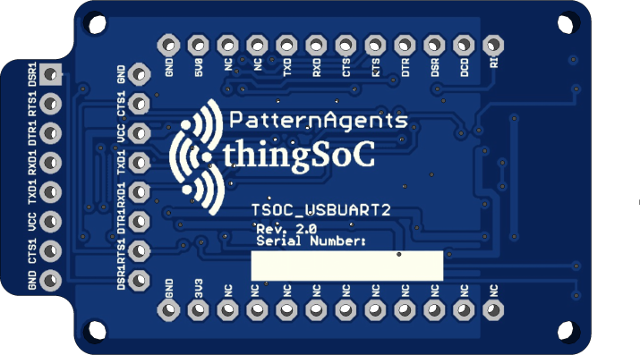 GND 5V0 NC NC TXD RXD CTS RTS DTR DSR DCD RI
DSR1 RTS1 DTR1 RXD1 TXD1 VCC CTS1 GND
GND CTS1 VCC TXD1 RXD1 DTR1 RTS1 DSR1
PatternAgents
thingSoC
TSOC_USBUART2
Rev. 2.0
Serial Number:
GND 3V3 NC NC NC NC NC NC NC NC NC NC